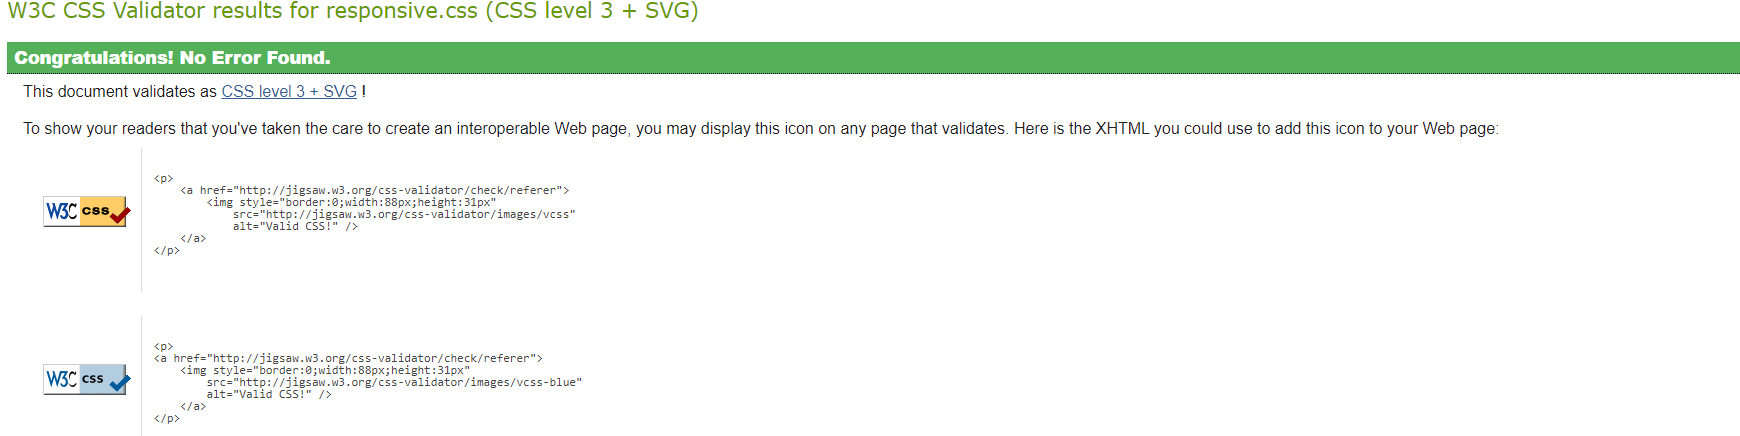 W3C CSS Validator results for responsive.css (CSS level 3 + SVG)
Congratulations! No Error Found.
This document validates as CSS level 3 + SVG !
To show your readers that you've taken the care to create an interoperable Web page, you may display this icon on any page that validates. Here is the XHTML you could use to add this icon to your Web page:
W3C css
<p>
    <a href="http://jigsaw.w3.org/css-validator/check/referer">
        <img style="border:0;width:88px;height:31px"
            src="http://jigsaw.w3.org/css-validator/images/vcss"
            alt="Valid CSS!" />
    </a>
</p>
W3C css
<p>
<a href="http://jigsaw.w3.org/css-validator/check/referer">
    <img style="border:0;width:88px;height:31px"
        src="http://jigsaw.w3.org/css-validator/images/vcss-blue"
        alt="Valid CSS!" />
    </a>
</p>